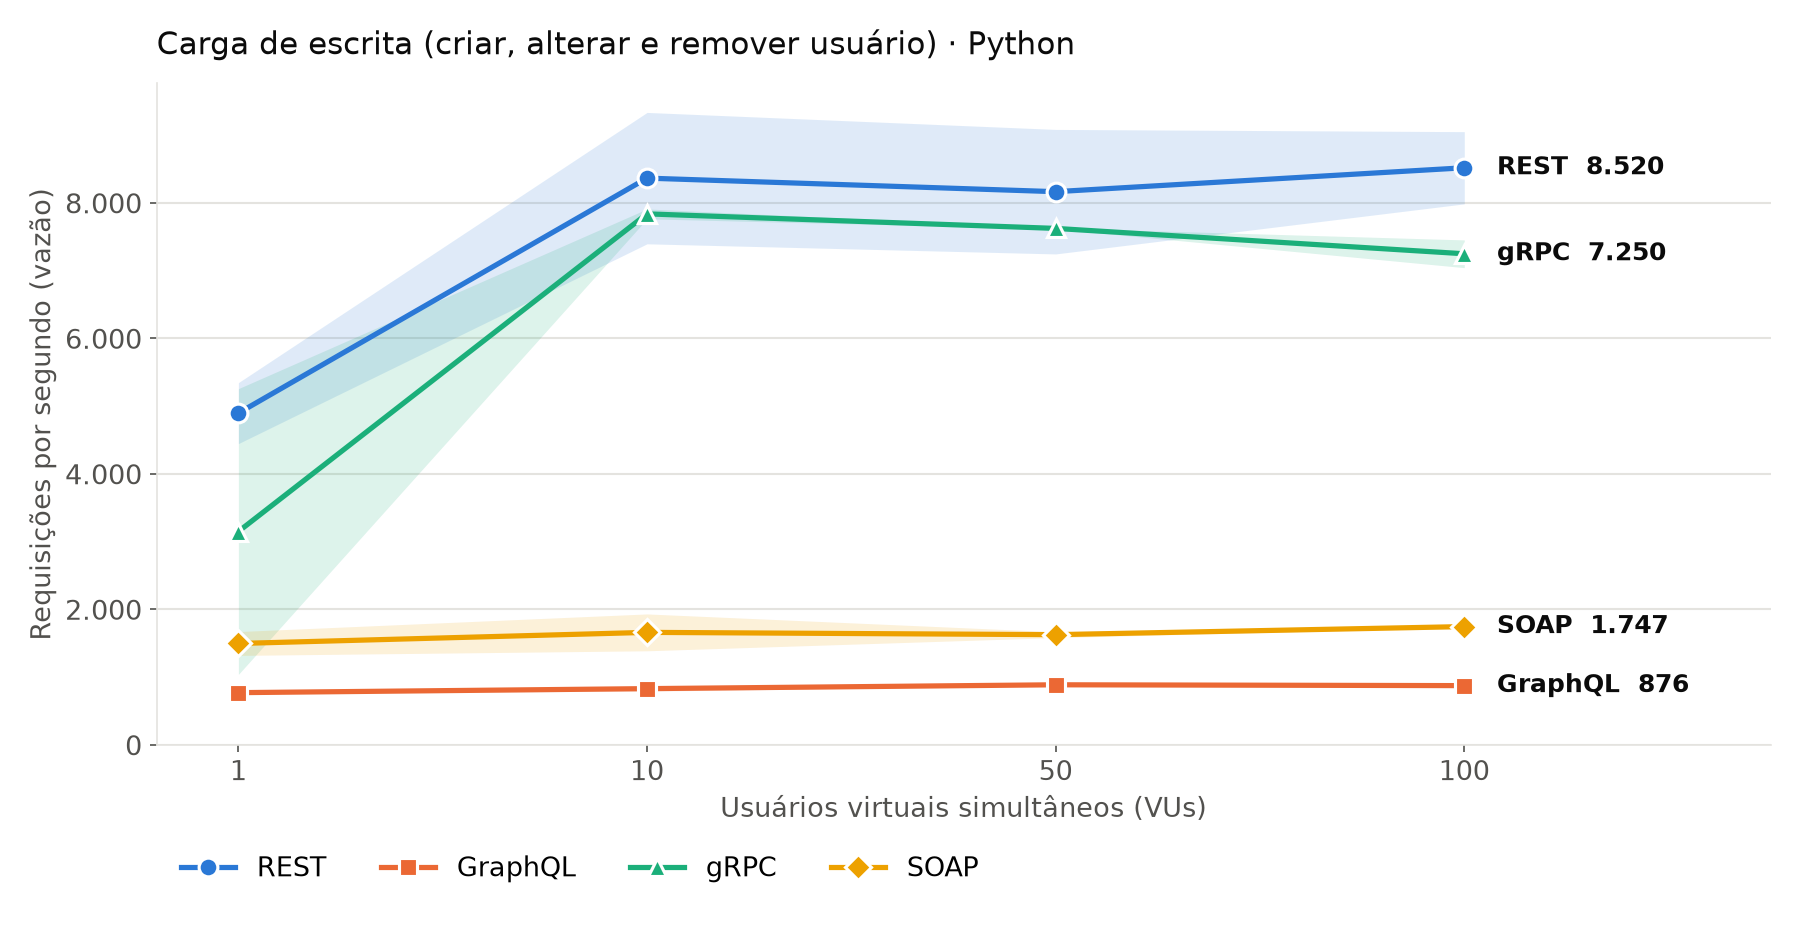 Carga de escrita (criar, alterar e remover usuário) · Python
Requisições por segundo (vazão)
8.000
6.000
4.000
2.000
0
REST 8.520
gRPC 7.250
SOAP 1.747
GraphQL 876
1 10 50 100
Usuários virtuais simultâneos (VUs)
REST GraphQL gRPC SOAP